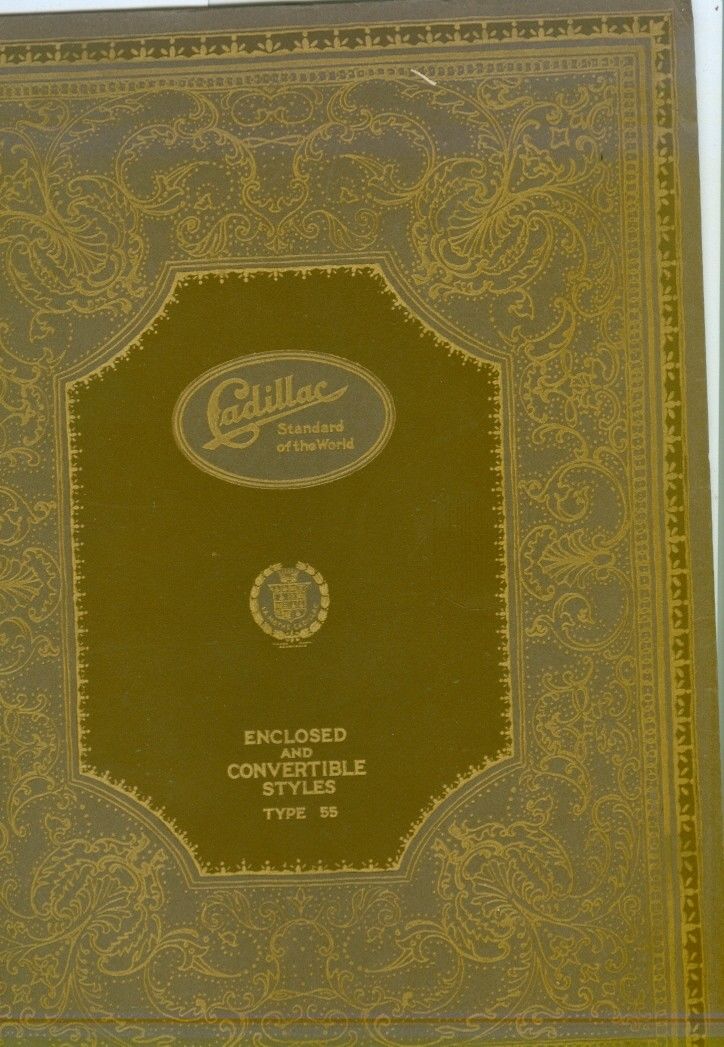 Cadillac
Standard
of the World
ENCLOSED
AND
CONVERTIBLE
STYLES
TYPE 55